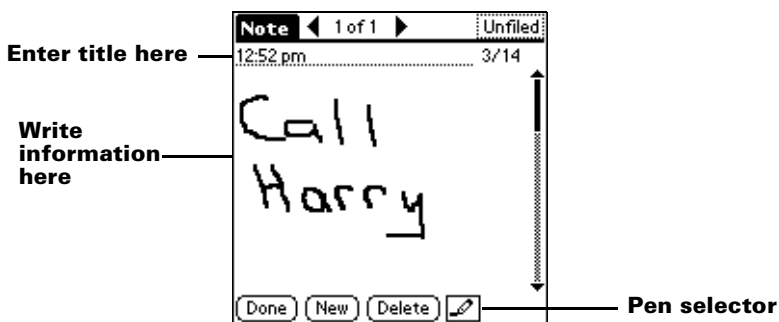 Note 1 of 1 Unfiled
Enter title here 12:52 pm 3/14
Call
Write
information
here
Harry
Done New Delete
Pen selector